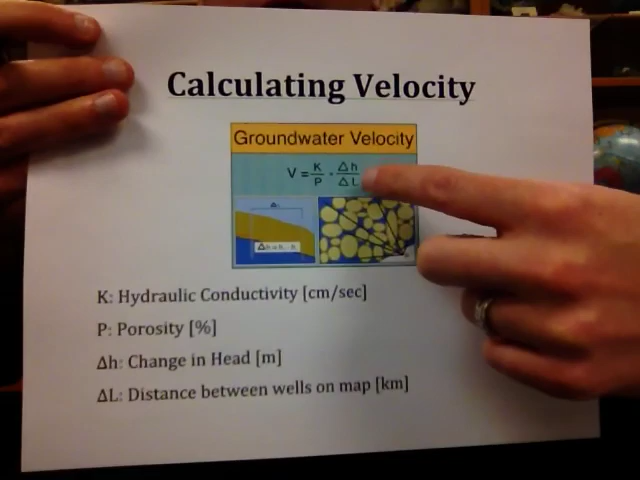 Calculating Velocity
Groundwater Velocity
V = K/P · Δh/ΔL
K: Hydraulic Conductivity [cm/sec]
P: Porosity [%]
Δh: Change in Head [m]
ΔL: Distance between wells on map [km]